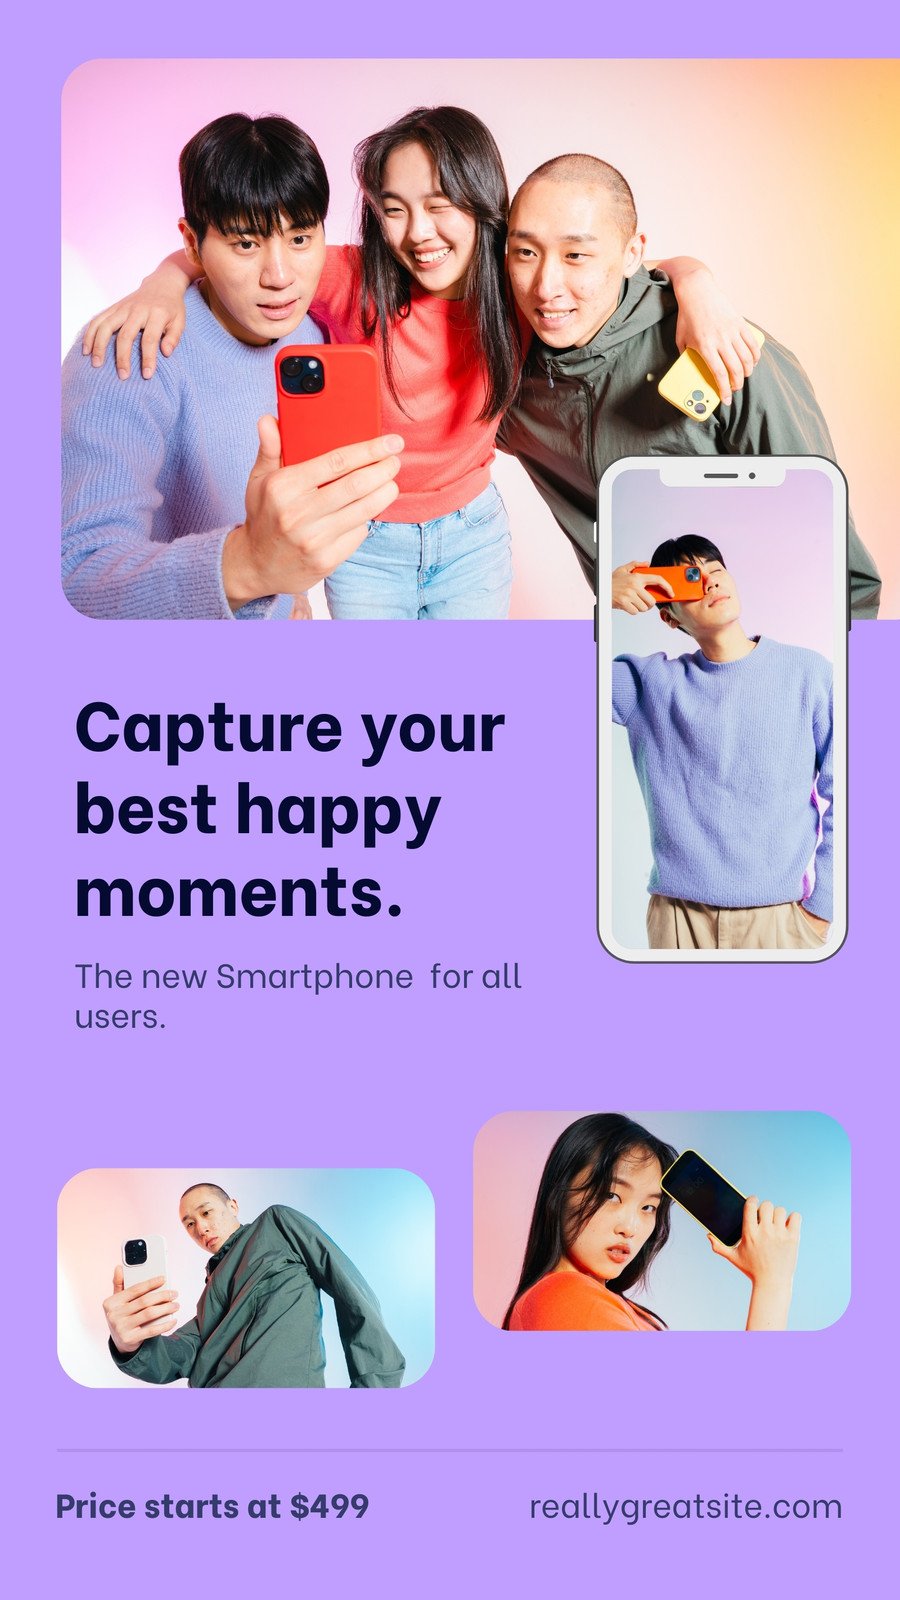 Capture your
best happy
moments.
The new Smartphone  for all
users.
Price starts at $499
reallygreatsite.com